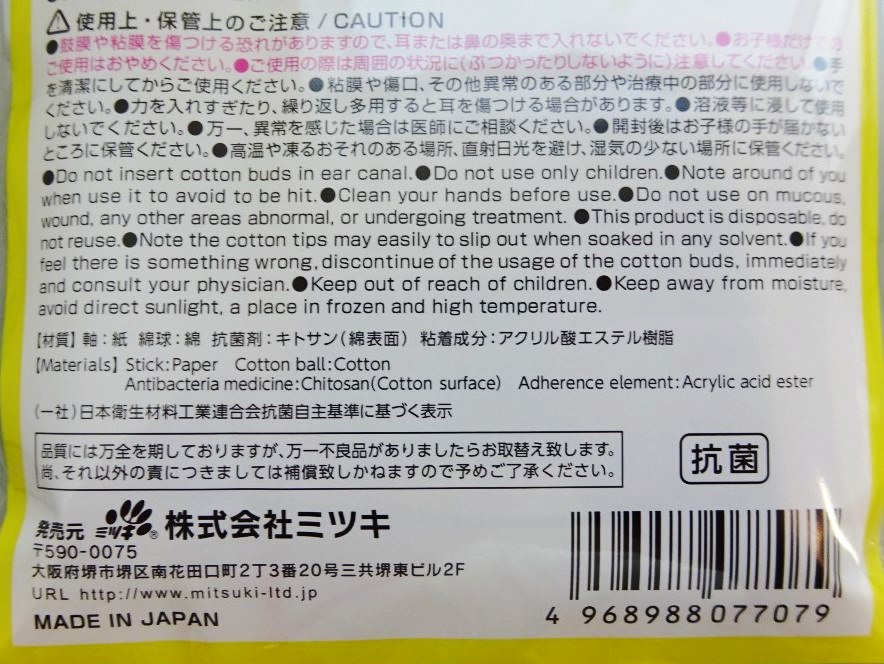 ⚠使用上・保管上のご注意 / CAUTION
●鼓膜や粘膜を傷つける恐れがありますので、耳または鼻の奥まで入れないでください。●お子様だけでの
ご使用はおやめください。●ご使用の際は周囲の状況に(ぶつかったりしないように)注意してください。●手
を清潔にしてからご使用ください。●粘膜や傷口、その他異常のある部分や治療中の部分に使用しないで
ください。●力を入れすぎたり、繰り返し多用すると耳を傷つける場合があります。●溶液等に浸して使用
しないでください。●万一、異常を感じた場合は医師にご相談ください。●開封後はお子様の手が届かない
ところに保管ください。●高温や凍るおそれのある場所、直射日光を避け、湿気の少ない場所に保管ください。
●Do not insert cotton buds in ear canal.●Do not use only children.●Note around of you
when use it to avoid to be hit.●Clean your hands before use.●Do not use on mucous,
wound, any other areas abnormal, or undergoing treatment. ●This product is disposable, do
not reuse.●Note the cotton tips may easily to slip out when soaked in any solvent.●If you
feel there is something wrong, discontinue of the usage of the cotton buds, immediately
and consult your physician.●Keep out of reach of children.●Keep away from moisture,
avoid direct sunlight, a place in frozen and high temperature.
【材質】軸：紙 綿球：綿 抗菌剤：キトサン（綿表面） 粘着成分：アクリル酸エステル樹脂
【Materials】Stick:Paper Cotton ball:Cotton
Antibacteria medicine:Chitosan(Cotton surface) Adherence element:Acrylic acid ester
(一社)日本衛生材料工業連合会抗菌自主基準に基づく表示
品質には万全を期しておりますが、万一不良品がありましたらお取替え致します。
尚、それ以外の責につきましては補償致しかねますので予めご了承ください。
抗菌
発売元 ミツキ® 株式会社ミツキ
〒590-0075
大阪府堺市堺区南花田口町2丁3番20号三共堺東ビル2F
URL http://www.mitsuki-ltd.jp
MADE IN JAPAN
4 968988 077079